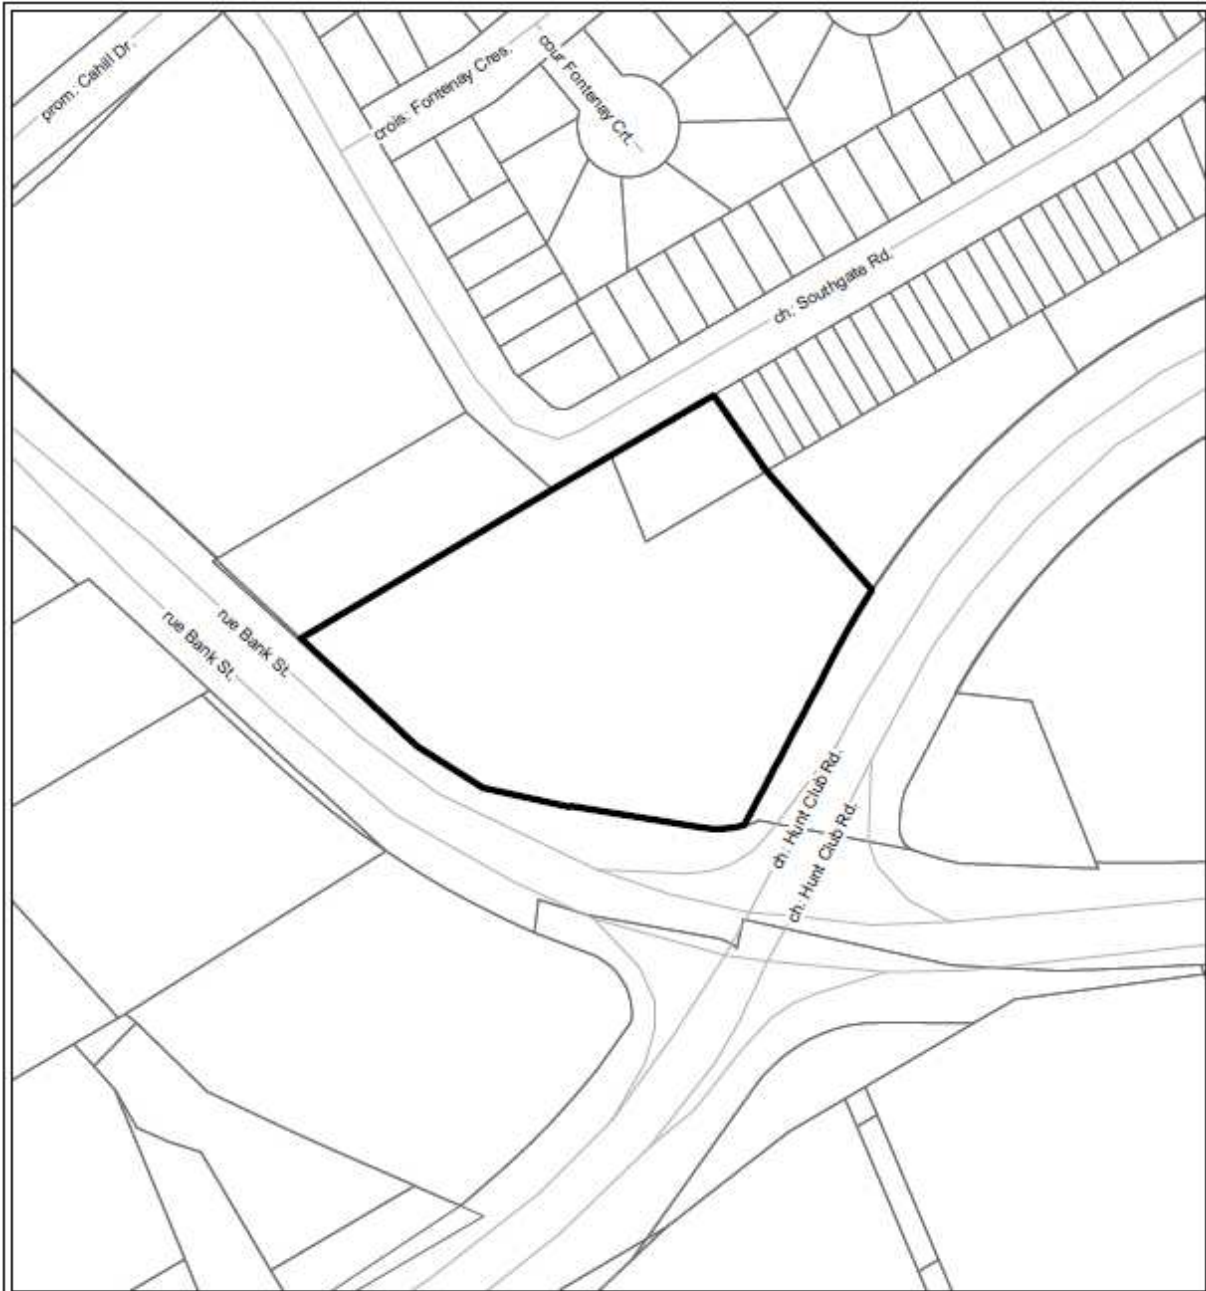 prom. Cahill Dr.
crois. Fontenay Cres.
cour Fontenay Crt.
ch. Southgate Rd.
rue Bank St.
rue Bank St.
ch. Hunt Club Rd.
ch. Hunt Club Rd.